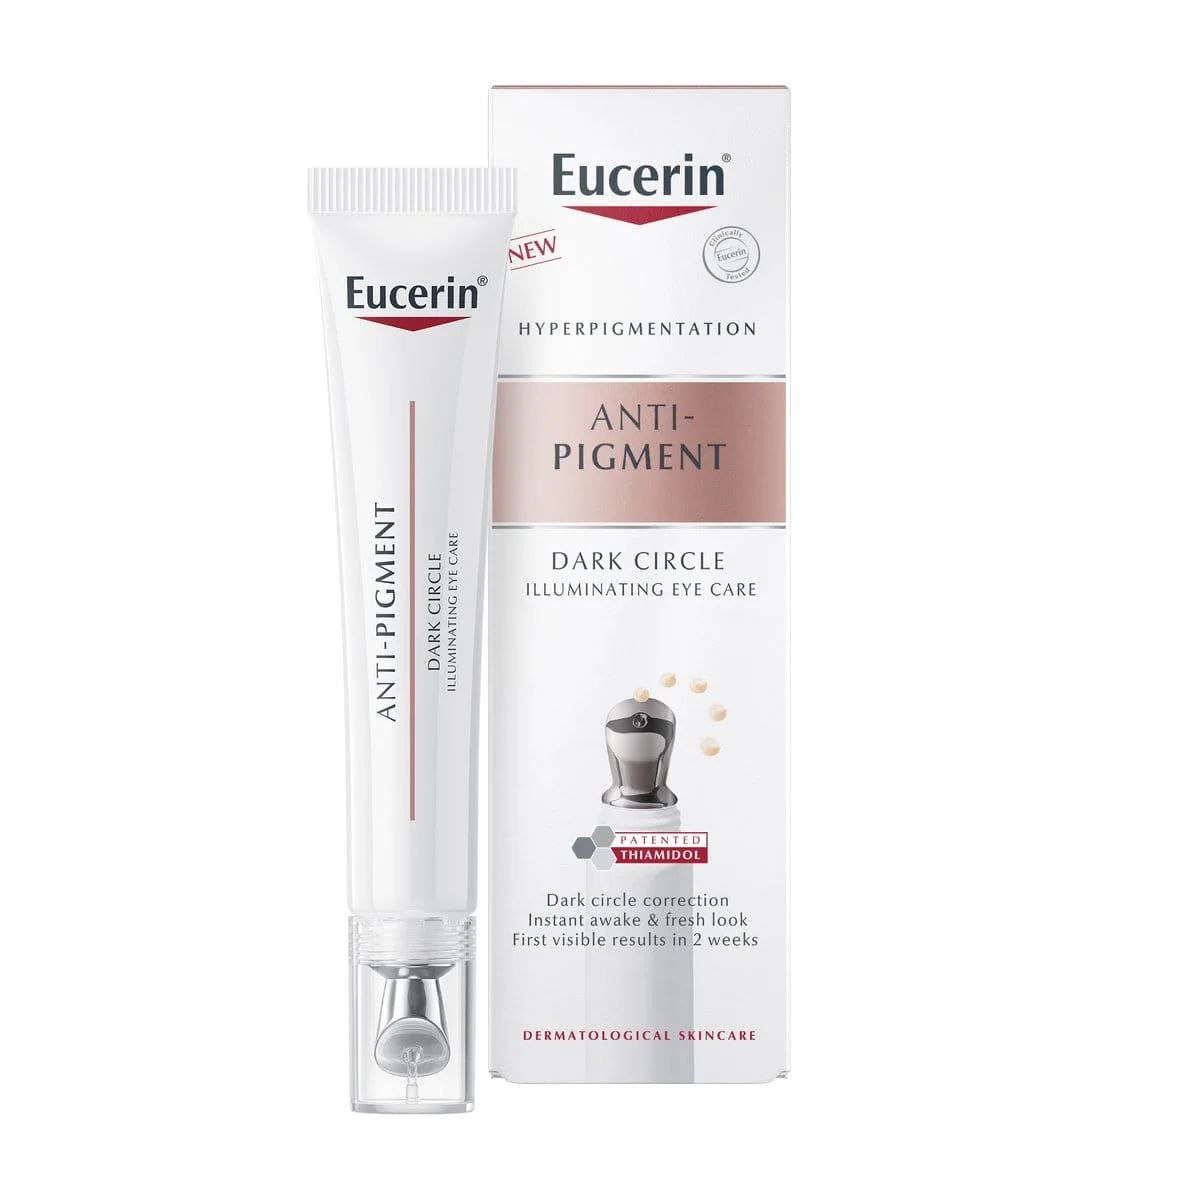 Eucerin®
ANTI-PIGMENT
DARK CIRCLE
ILLUMINATING EYE CARE
Eucerin®
NEW
Clinically
Eucerin
Tested
HYPERPIGMENTATION
ANTI-
PIGMENT
DARK CIRCLE
ILLUMINATING EYE CARE
PATENTED
THIAMIDOL
Dark circle correction
Instant awake & fresh look
First visible results in 2 weeks
DERMATOLOGICAL SKINCARE